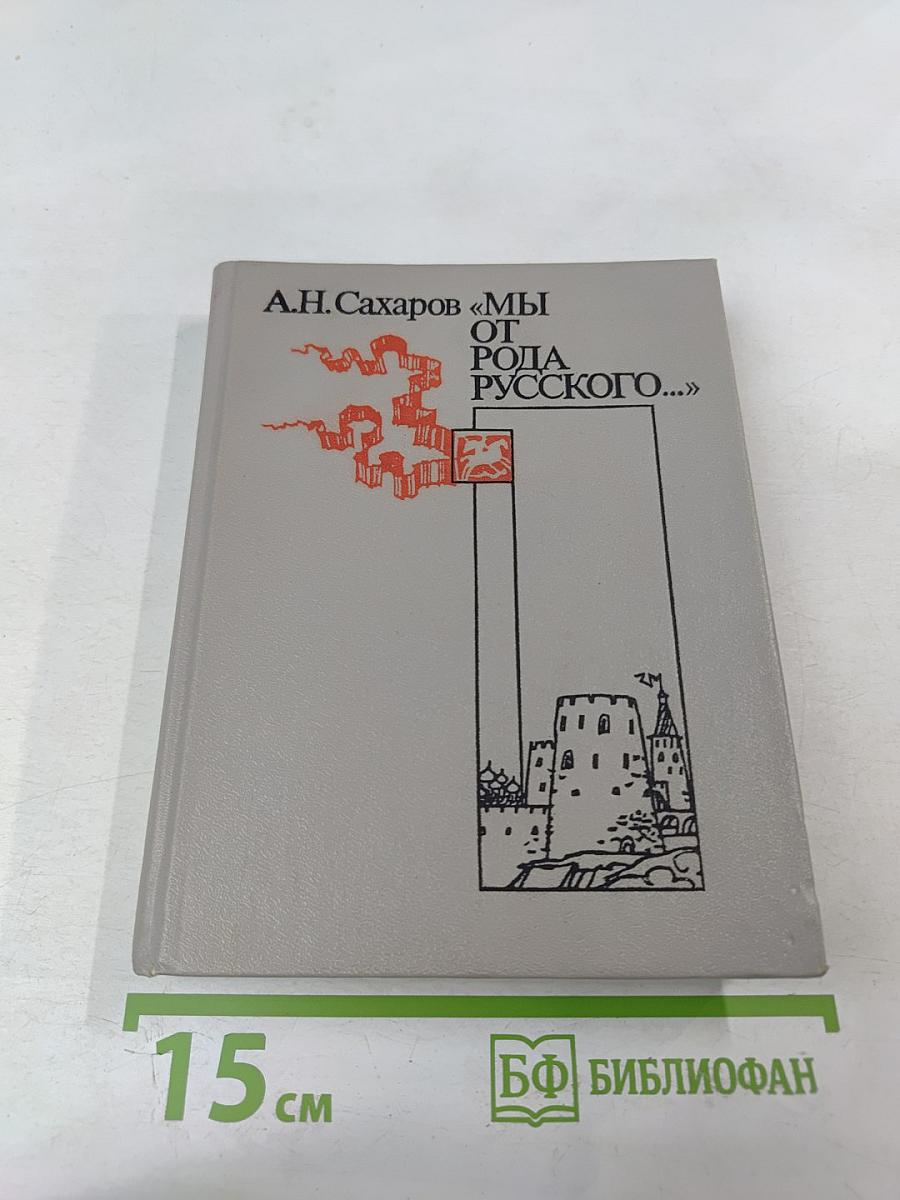 А.Н. Сахаров «МЫ
ОТ
РОДА
РУССКОГО...»
15 см
БФ БИБЛИОФАН